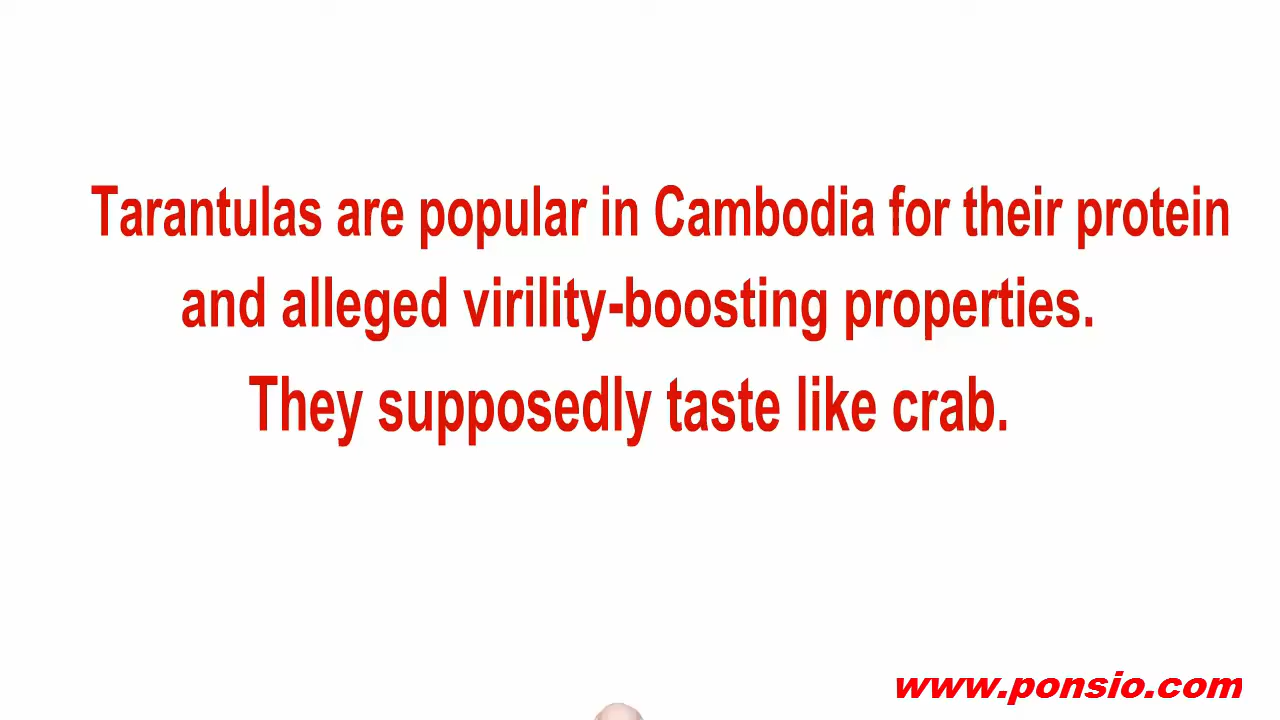 Tarantulas are popular in Cambodia for their protein
and alleged virility-boosting properties.
They supposedly taste like crab.
www.ponsio.com